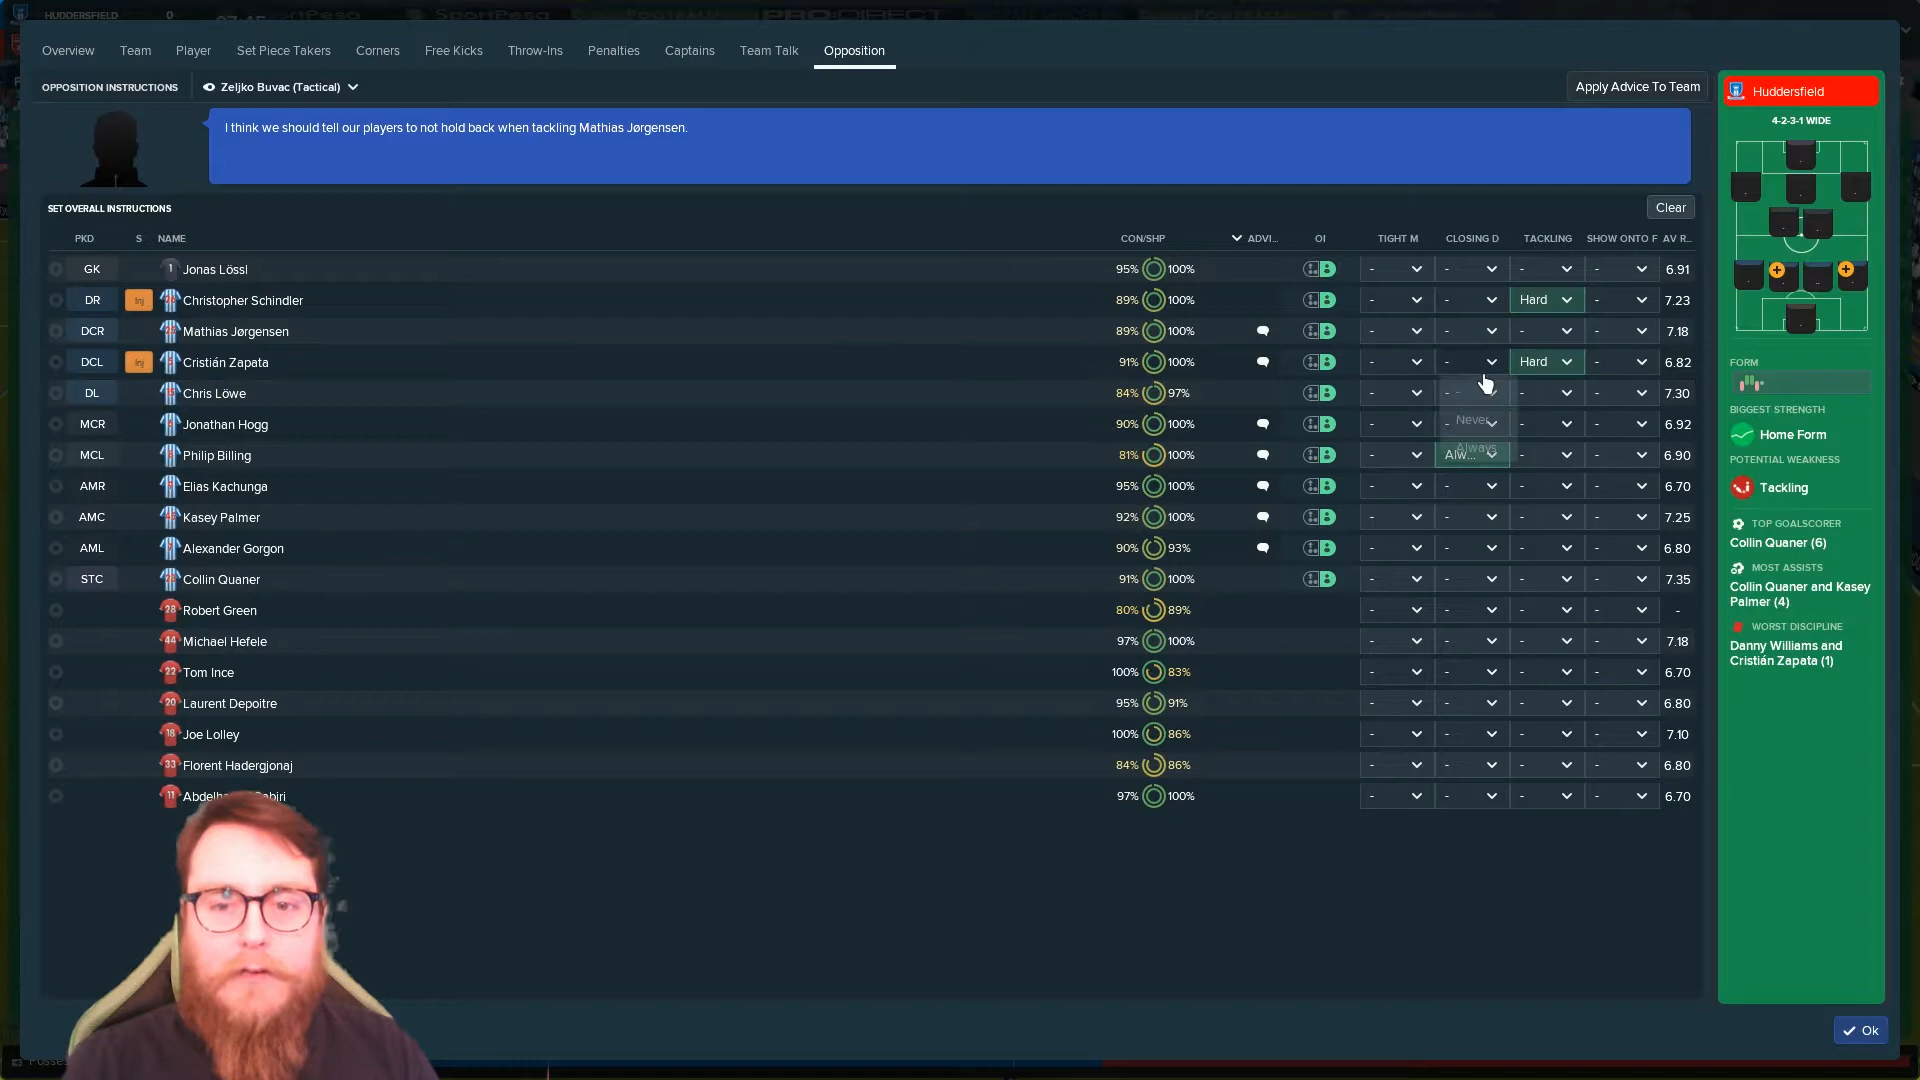 HUDDERSFIELD 0
Overview Team Player Set Piece Takers Corners Free Kicks Throw-Ins Penalties Captains Team Talk Opposition
OPPOSITION INSTRUCTIONS Zeljko Buvac (Tactical) Apply Advice To Team
I think we should tell our players to not hold back when tackling Mathias Jørgensen.
SET OVERALL INSTRUCTIONS Clear
PKD S NAME CON/SHP ADVI... OI TIGHT M CLOSING D TACKLING SHOW ONTO F AV R...
GK 1 Jonas Lössl 95% 100% - - - - 6.91
DR Inj Christopher Schindler 89% 100% - - Hard - 7.23
DCR Mathias Jørgensen 89% 100% - - - - 7.18
DCL Inj Cristián Zapata 91% 100% - - Hard - 6.82
DL Chris Löwe 84% 97% - - - - 7.30
MCR Jonathan Hogg 90% 100% - - Never - - 6.92
MCL Philip Billing 81% 100% - Alw... Always - - 6.90
AMR Elias Kachunga 95% 100% - - - - 6.70
AMC Kasey Palmer 92% 100% - - - - 7.25
AML Alexander Gorgon 90% 93% - - - - 6.80
STC Collin Quaner 91% 100% - - - - 7.35
28 Robert Green 80% 89% - - - - -
44 Michael Hefele 97% 100% - - - - 7.18
22 Tom Ince 100% 83% - - - - 6.70
20 Laurent Depoitre 95% 91% - - - - 6.80
18 Joe Lolley 100% 86% - - - - 7.10
33 Florent Hadergjonaj 84% 86% - - - - 6.80
11 97% 100% - - - - 6.70
Huddersfield
4-2-3-1 WIDE
FORM
BIGGEST STRENGTH
Home Form
POTENTIAL WEAKNESS
Tackling
TOP GOALSCORER
Collin Quaner (6)
MOST ASSISTS
Collin Quaner and Kasey
Palmer (4)
WORST DISCIPLINE
Danny Williams and
Cristián Zapata (1)
Ok